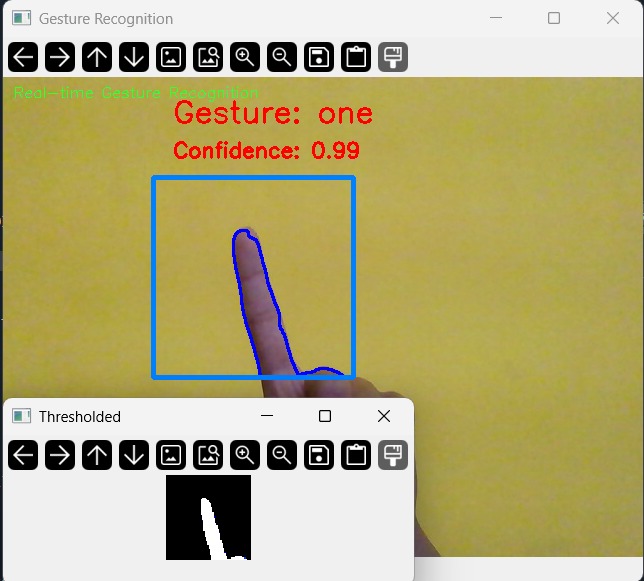 Gesture Recognition
Real-time Gesture Recognition
Gesture: one
Confidence: 0.99
Thresholded